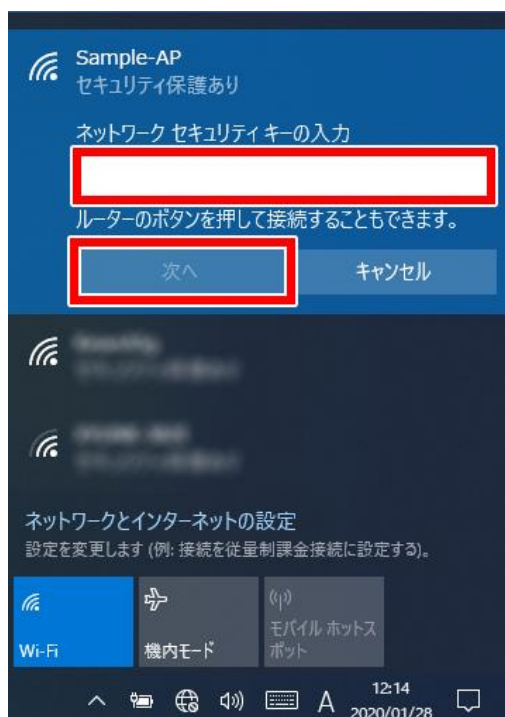 Sample-AP
セキュリティ保護あり
ネットワーク セキュリティ キーの入力
ルーターのボタンを押して接続することもできます。
次へ
キャンセル
ネットワークとインターネットの設定
設定を変更します (例: 接続を従量制課金接続に設定する)。
Wi-Fi
機内モード
モバイル ホットス
ポット
A
12:14
2020/01/28